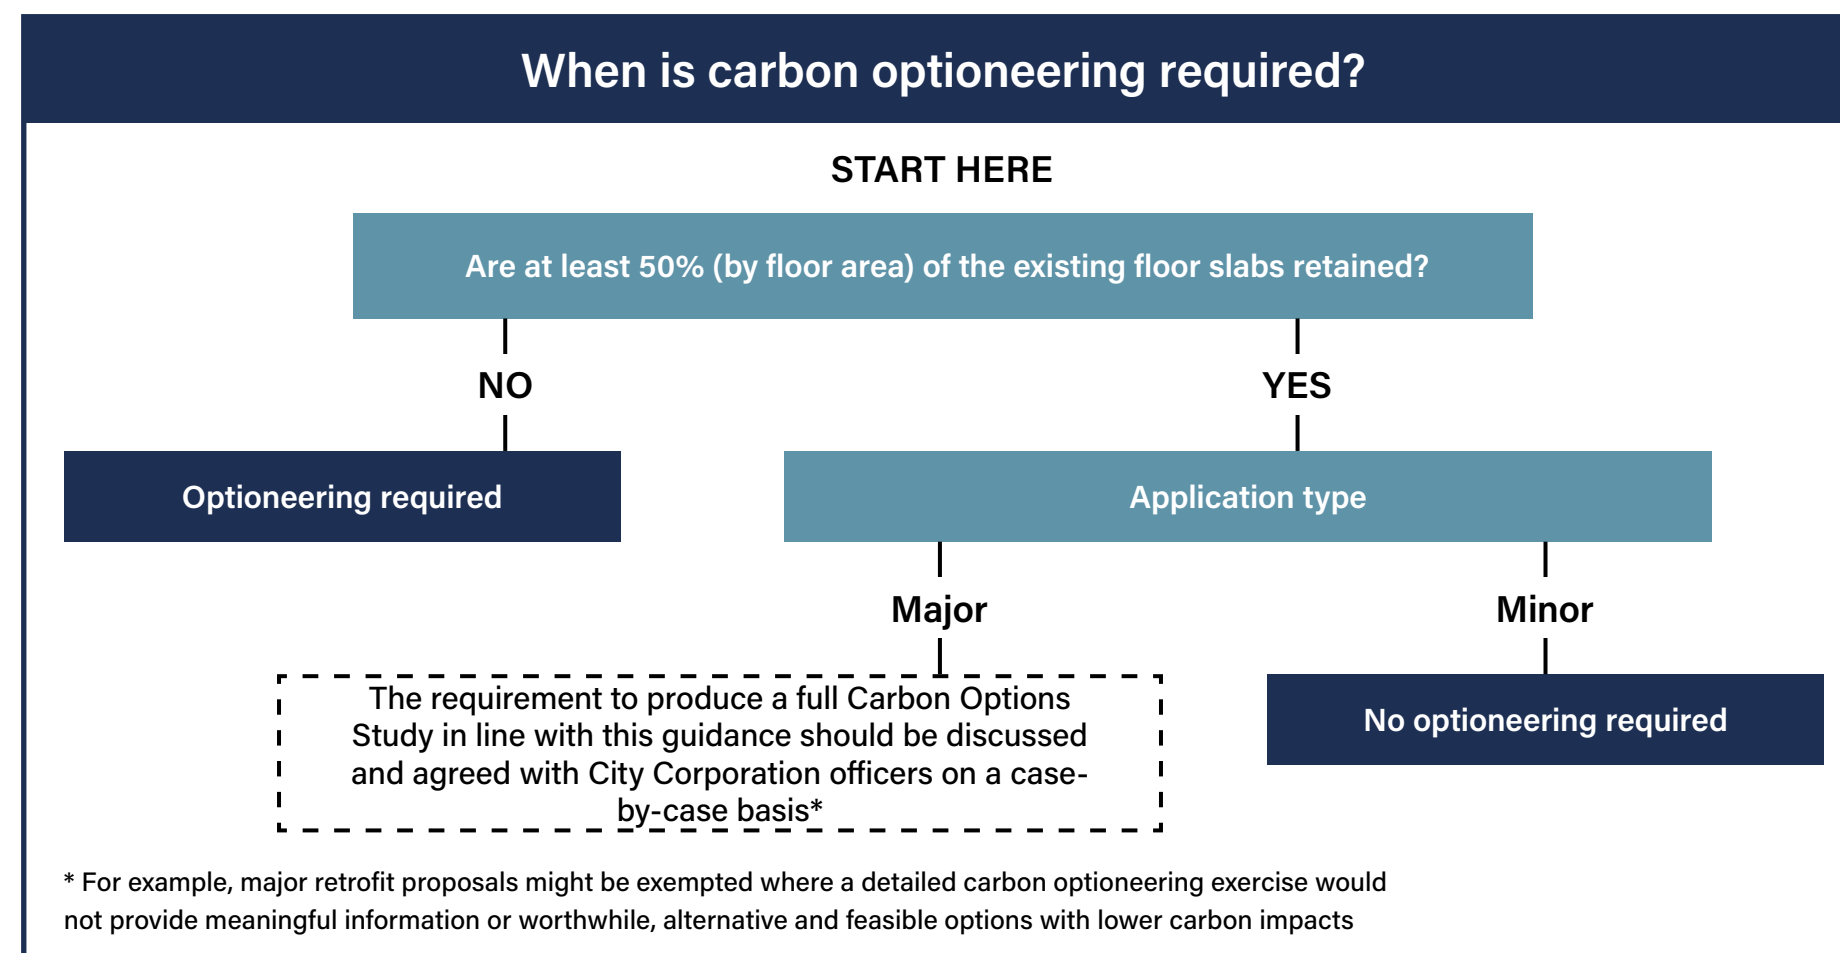 When is carbon optioneering required?
START HERE
Are at least 50% (by floor area) of the existing floor slabs retained?
NO
YES
Optioneering required
Application type
Major
Minor
The requirement to produce a full Carbon Options
Study in line with this guidance should be discussed
and agreed with City Corporation officers on a case-
by-case basis*
No optioneering required
* For example, major retrofit proposals might be exempted where a detailed carbon optioneering exercise would
not provide meaningful information or worthwhile, alternative and feasible options with lower carbon impacts